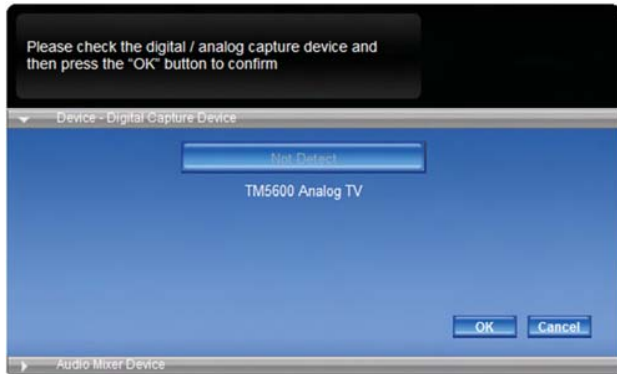 Please check the digital / analog capture device and
then press the “OK” button to confirm
Device - Digital Capture Device
Not Detect
TM5600 Analog TV
OK Cancel
Audio Mixer Device